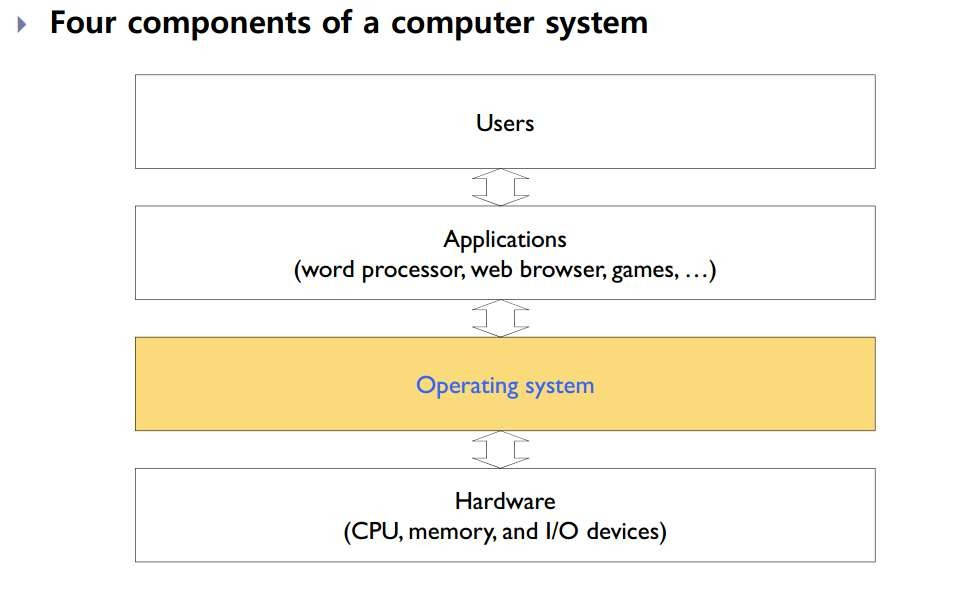 Four components of a computer system
Users
Applications
(word processor, web browser, games, …)
Operating system
Hardware
(CPU, memory, and I/O devices)